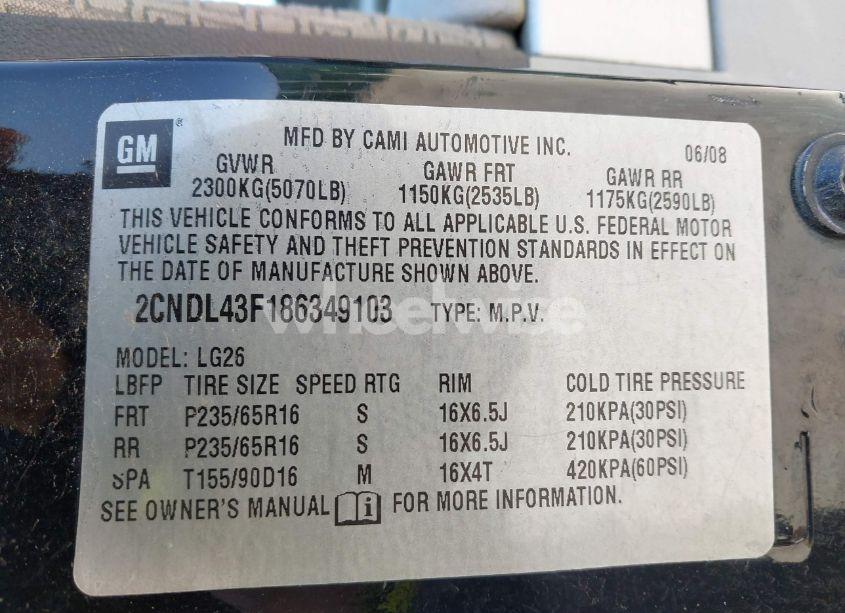 GM ®
MFD BY CAMI AUTOMOTIVE INC. 06/08
GVWR GAWR FRT GAWR RR
2300KG(5070LB) 1150KG(2535LB) 1175KG(2590LB)
THIS VEHICLE CONFORMS TO ALL APPLICABLE U.S. FEDERAL MOTOR
VEHICLE SAFETY AND THEFT PREVENTION STANDARDS IN EFFECT ON
THE DATE OF MANUFACTURE SHOWN ABOVE.
2CNDL43F186349103 TYPE: M.P.V.
wheelwise
MODEL: LG26
LBFP TIRE SIZE SPEED RTG RIM COLD TIRE PRESSURE
FRT P235/65R16 S 16X6.5J 210KPA(30PSI)
RR P235/65R16 S 16X6.5J 210KPA(30PSI)
SPA T155/90D16 M 16X4T 420KPA(60PSI)
SEE OWNER'S MANUAL i FOR MORE INFORMATION.